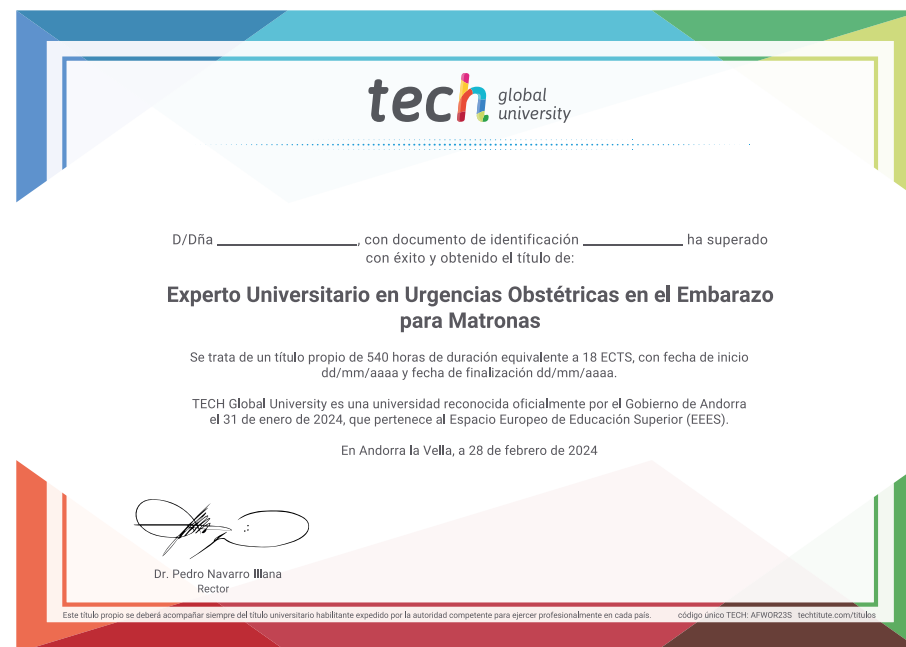 tech global university
D/Dña ____________________, con documento de identificación ______________ ha superado
con éxito y obtenido el título de:
Experto Universitario en Urgencias Obstétricas en el Embarazo
para Matronas
Se trata de un título propio de 540 horas de duración equivalente a 18 ECTS, con fecha de inicio
dd/mm/aaaa y fecha de finalización dd/mm/aaaa.
TECH Global University es una universidad reconocida oficialmente por el Gobierno de Andorra
el 31 de enero de 2024, que pertenece al Espacio Europeo de Educación Superior (EEES).
En Andorra la Vella, a 28 de febrero de 2024
Dr. Pedro Navarro Illana
Rector
Este título propio se deberá acompañar siempre del título universitario habilitante expedido por la autoridad competente para ejercer profesionalmente en cada país. código único TECH: AFWOR23S techtitute.com/titulos